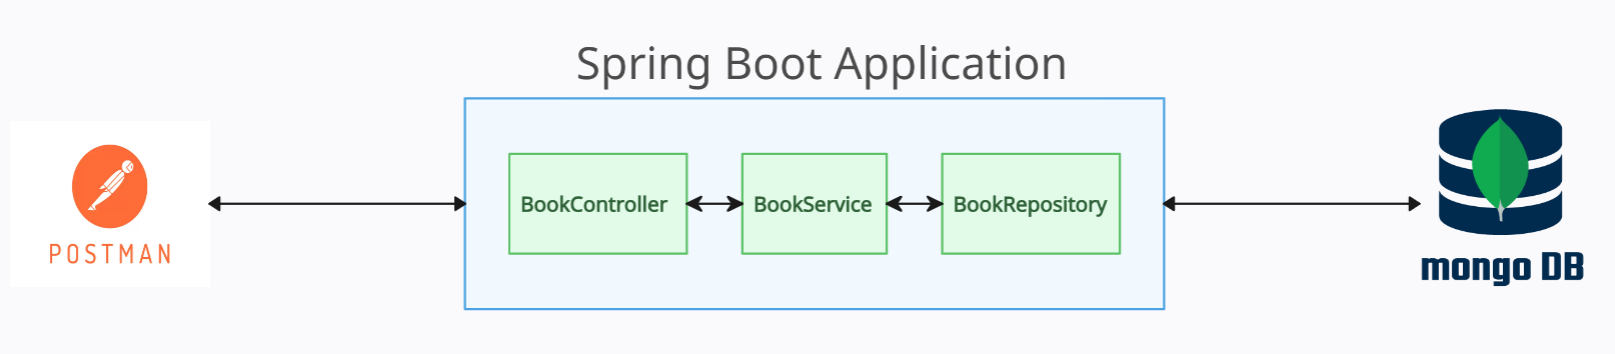 Spring Boot Application
POSTMAN
BookController
BookService
BookRepository
mongo DB